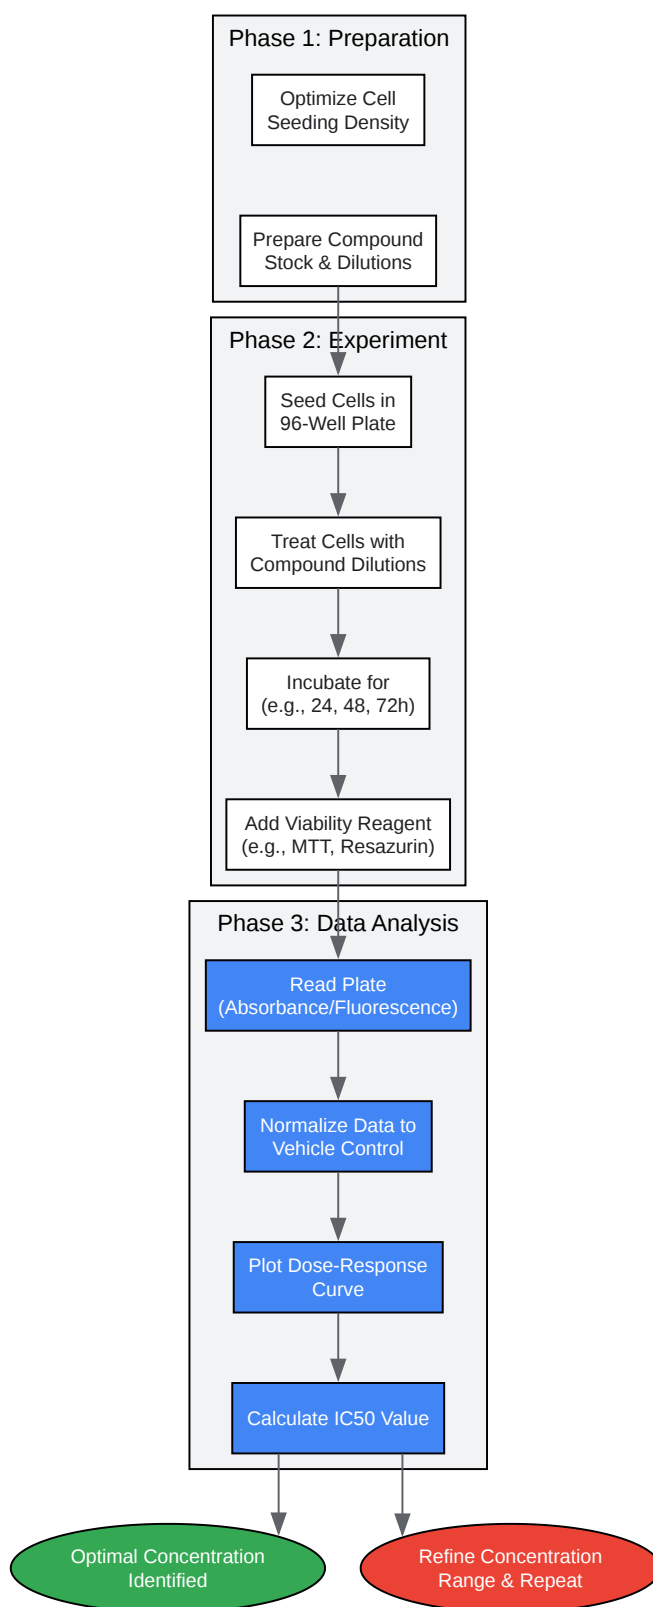 Phase 1: Preparation
Optimize Cell
Seeding Density
Prepare Compound
Stock & Dilutions
Phase 2: Experiment
Seed Cells in
96-Well Plate
Treat Cells with
Compound Dilutions
Incubate for
(e.g., 24, 48, 72h)
Add Viability Reagent
(e.g., MTT, Resazurin)
Phase 3: Data Analysis
Read Plate
(Absorbance/Fluorescence)
Normalize Data to
Vehicle Control
Plot Dose-Response
Curve
Calculate IC50 Value
Optimal Concentration
Identified
Refine Concentration
Range & Repeat